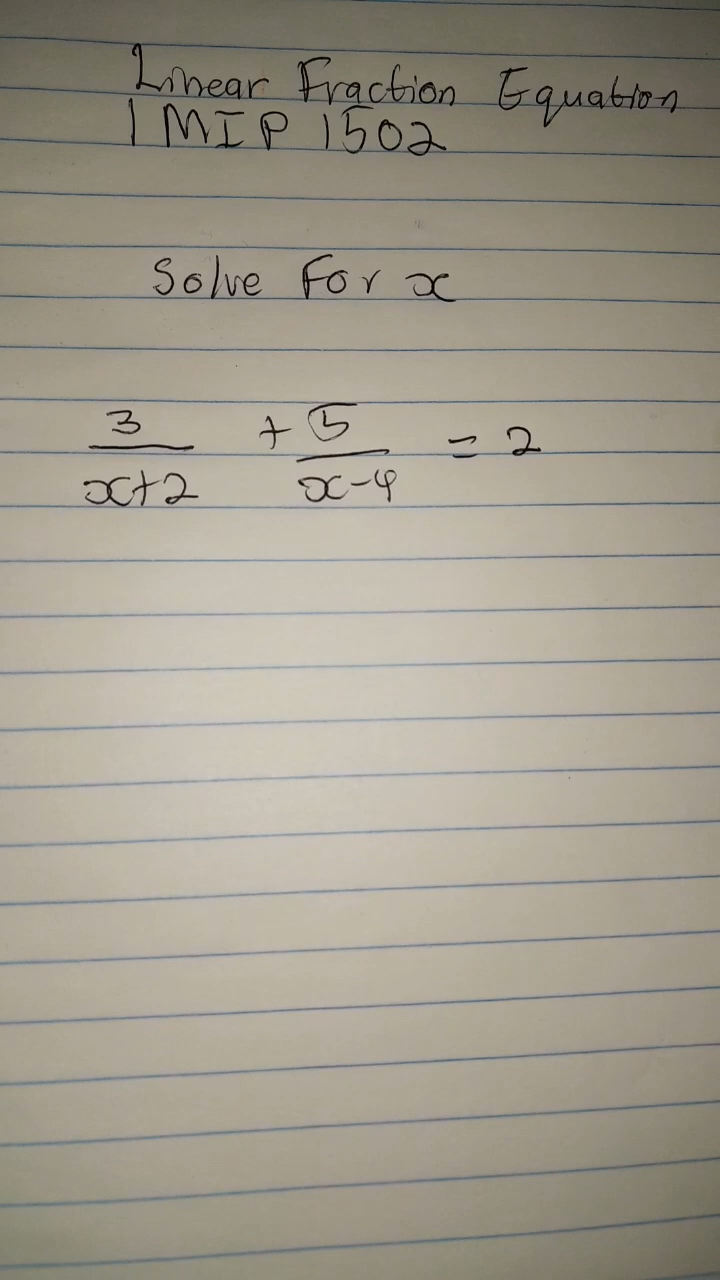 Linear Fraction Equation
1 MIP 1502
Solve For x
3/(x+2) + 5/(x-4) = 2